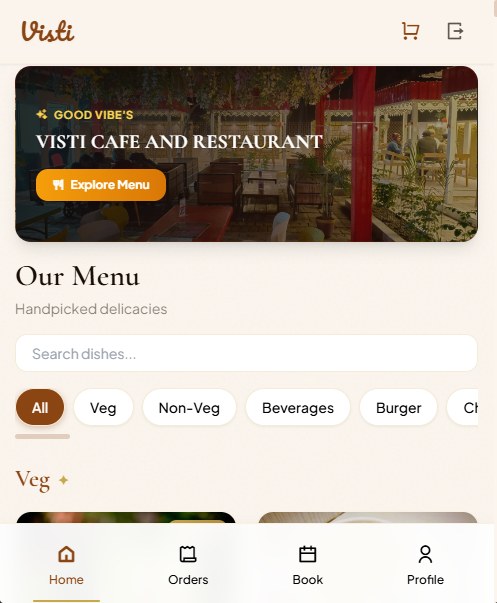 Visti
GOOD VIBE'S
VISTI CAFE AND RESTAURANT
Explore Menu
Our Menu
Handpicked delicacies
Search dishes...
All Veg Non-Veg Beverages Burger
Veg
Home Orders Book Profile